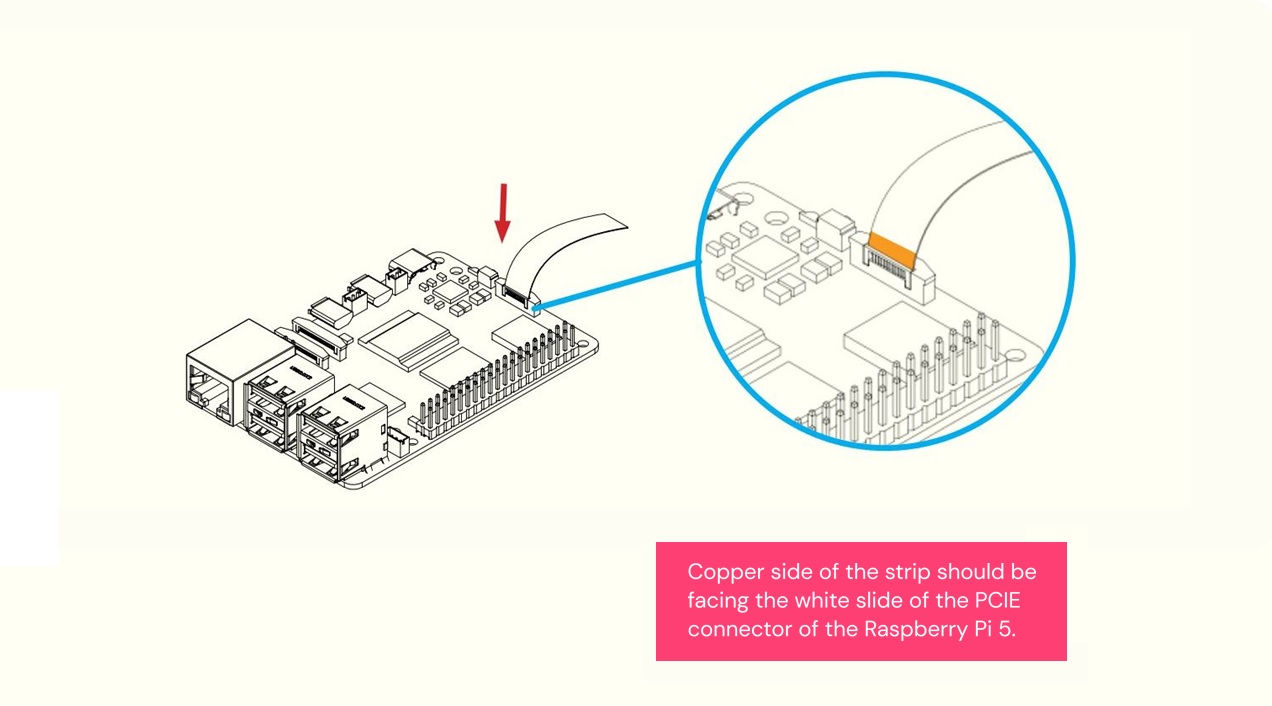 Copper side of the strip should be
facing the white slide of the PCIE
connector of the Raspberry Pi 5.